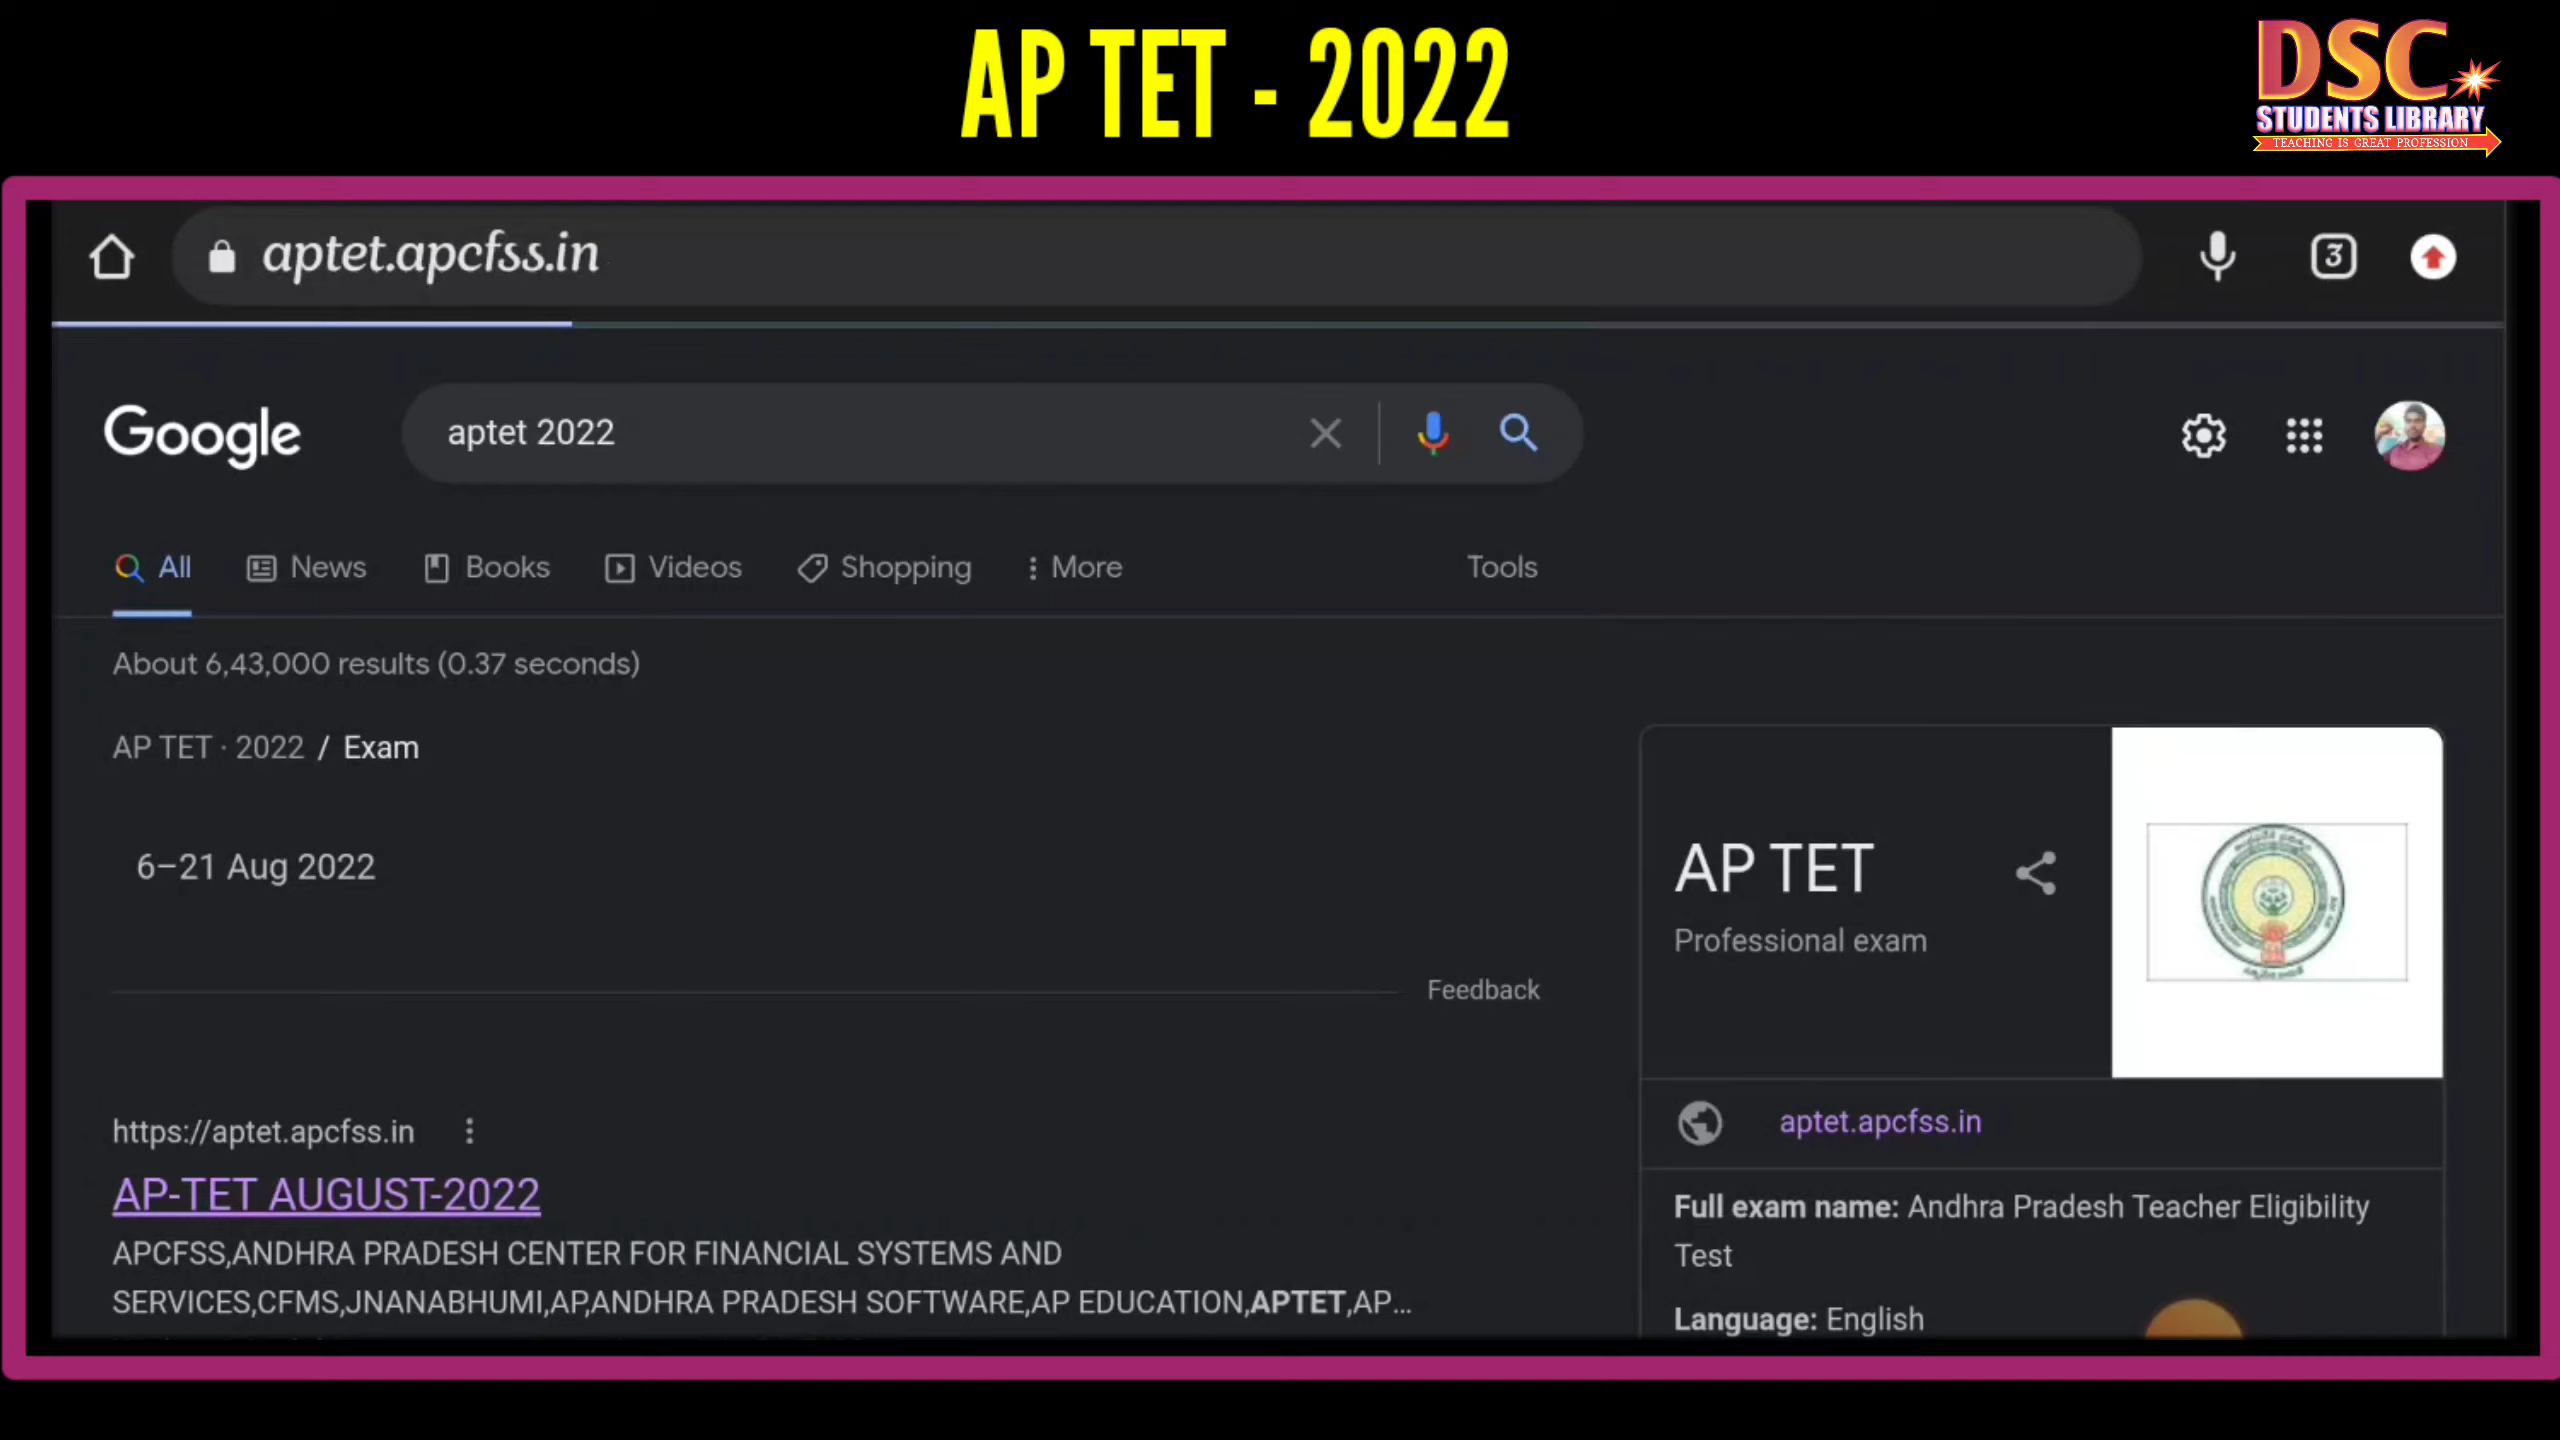 AP TET - 2022
DSC
STUDENTS LIBRARY
TEACHING IS GREAT PROFESSION
aptet.apcfss.in
3
Google
aptet 2022
All
News
Books
Videos
Shopping
More
Tools
About 6,43,000 results (0.37 seconds)
AP TET · 2022 / Exam
6–21 Aug 2022
Feedback
https://aptet.apcfss.in
AP-TET AUGUST-2022
APCFSS,ANDHRA PRADESH CENTER FOR FINANCIAL SYSTEMS AND
SERVICES,CFMS,JNANABHUMI,AP,ANDHRA PRADESH SOFTWARE,AP EDUCATION,APTET,AP...
AP TET
Professional exam
aptet.apcfss.in
Full exam name: Andhra Pradesh Teacher Eligibility
Test
Language: English